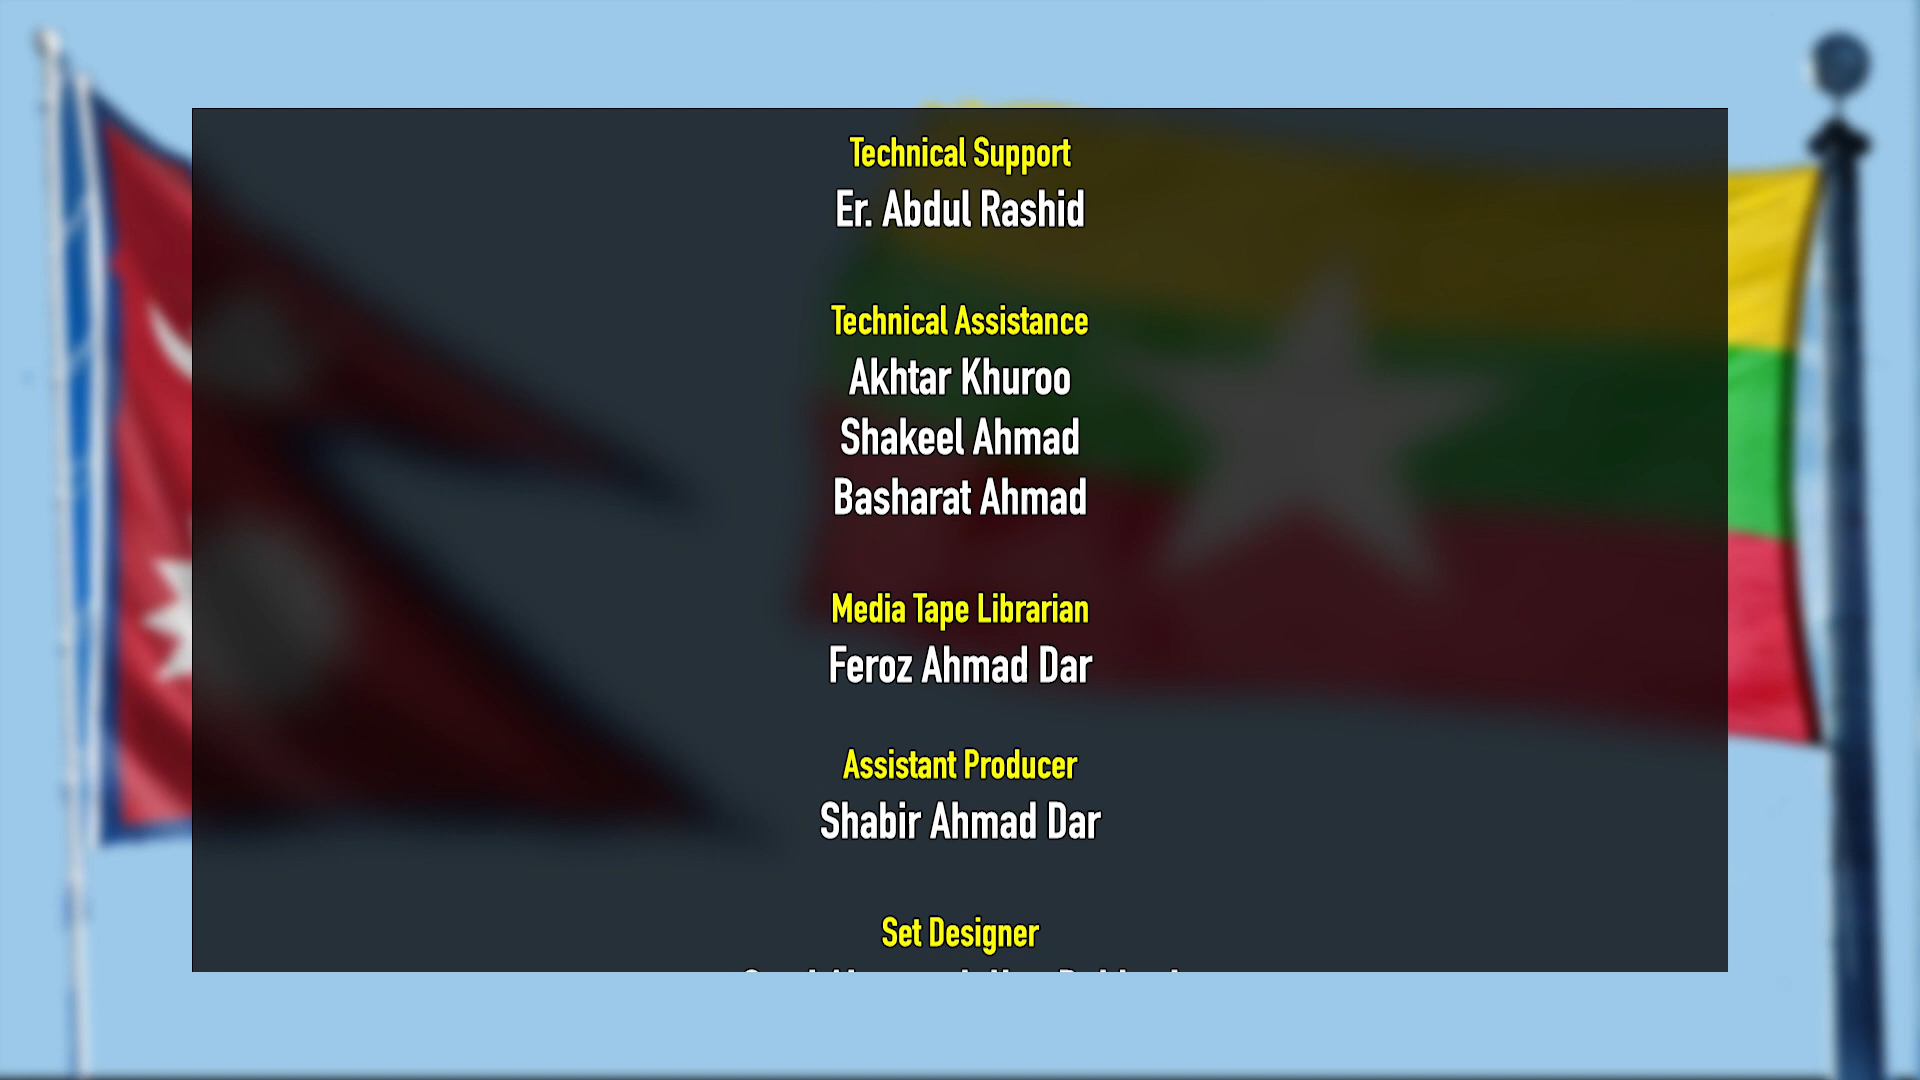 Technical Support
Er. Abdul Rashid
Technical Assistance
Akhtar Khuroo
Shakeel Ahmad
Basharat Ahmad
Media Tape Librarian
Feroz Ahmad Dar
Assistant Producer
Shabir Ahmad Dar
Set Designer